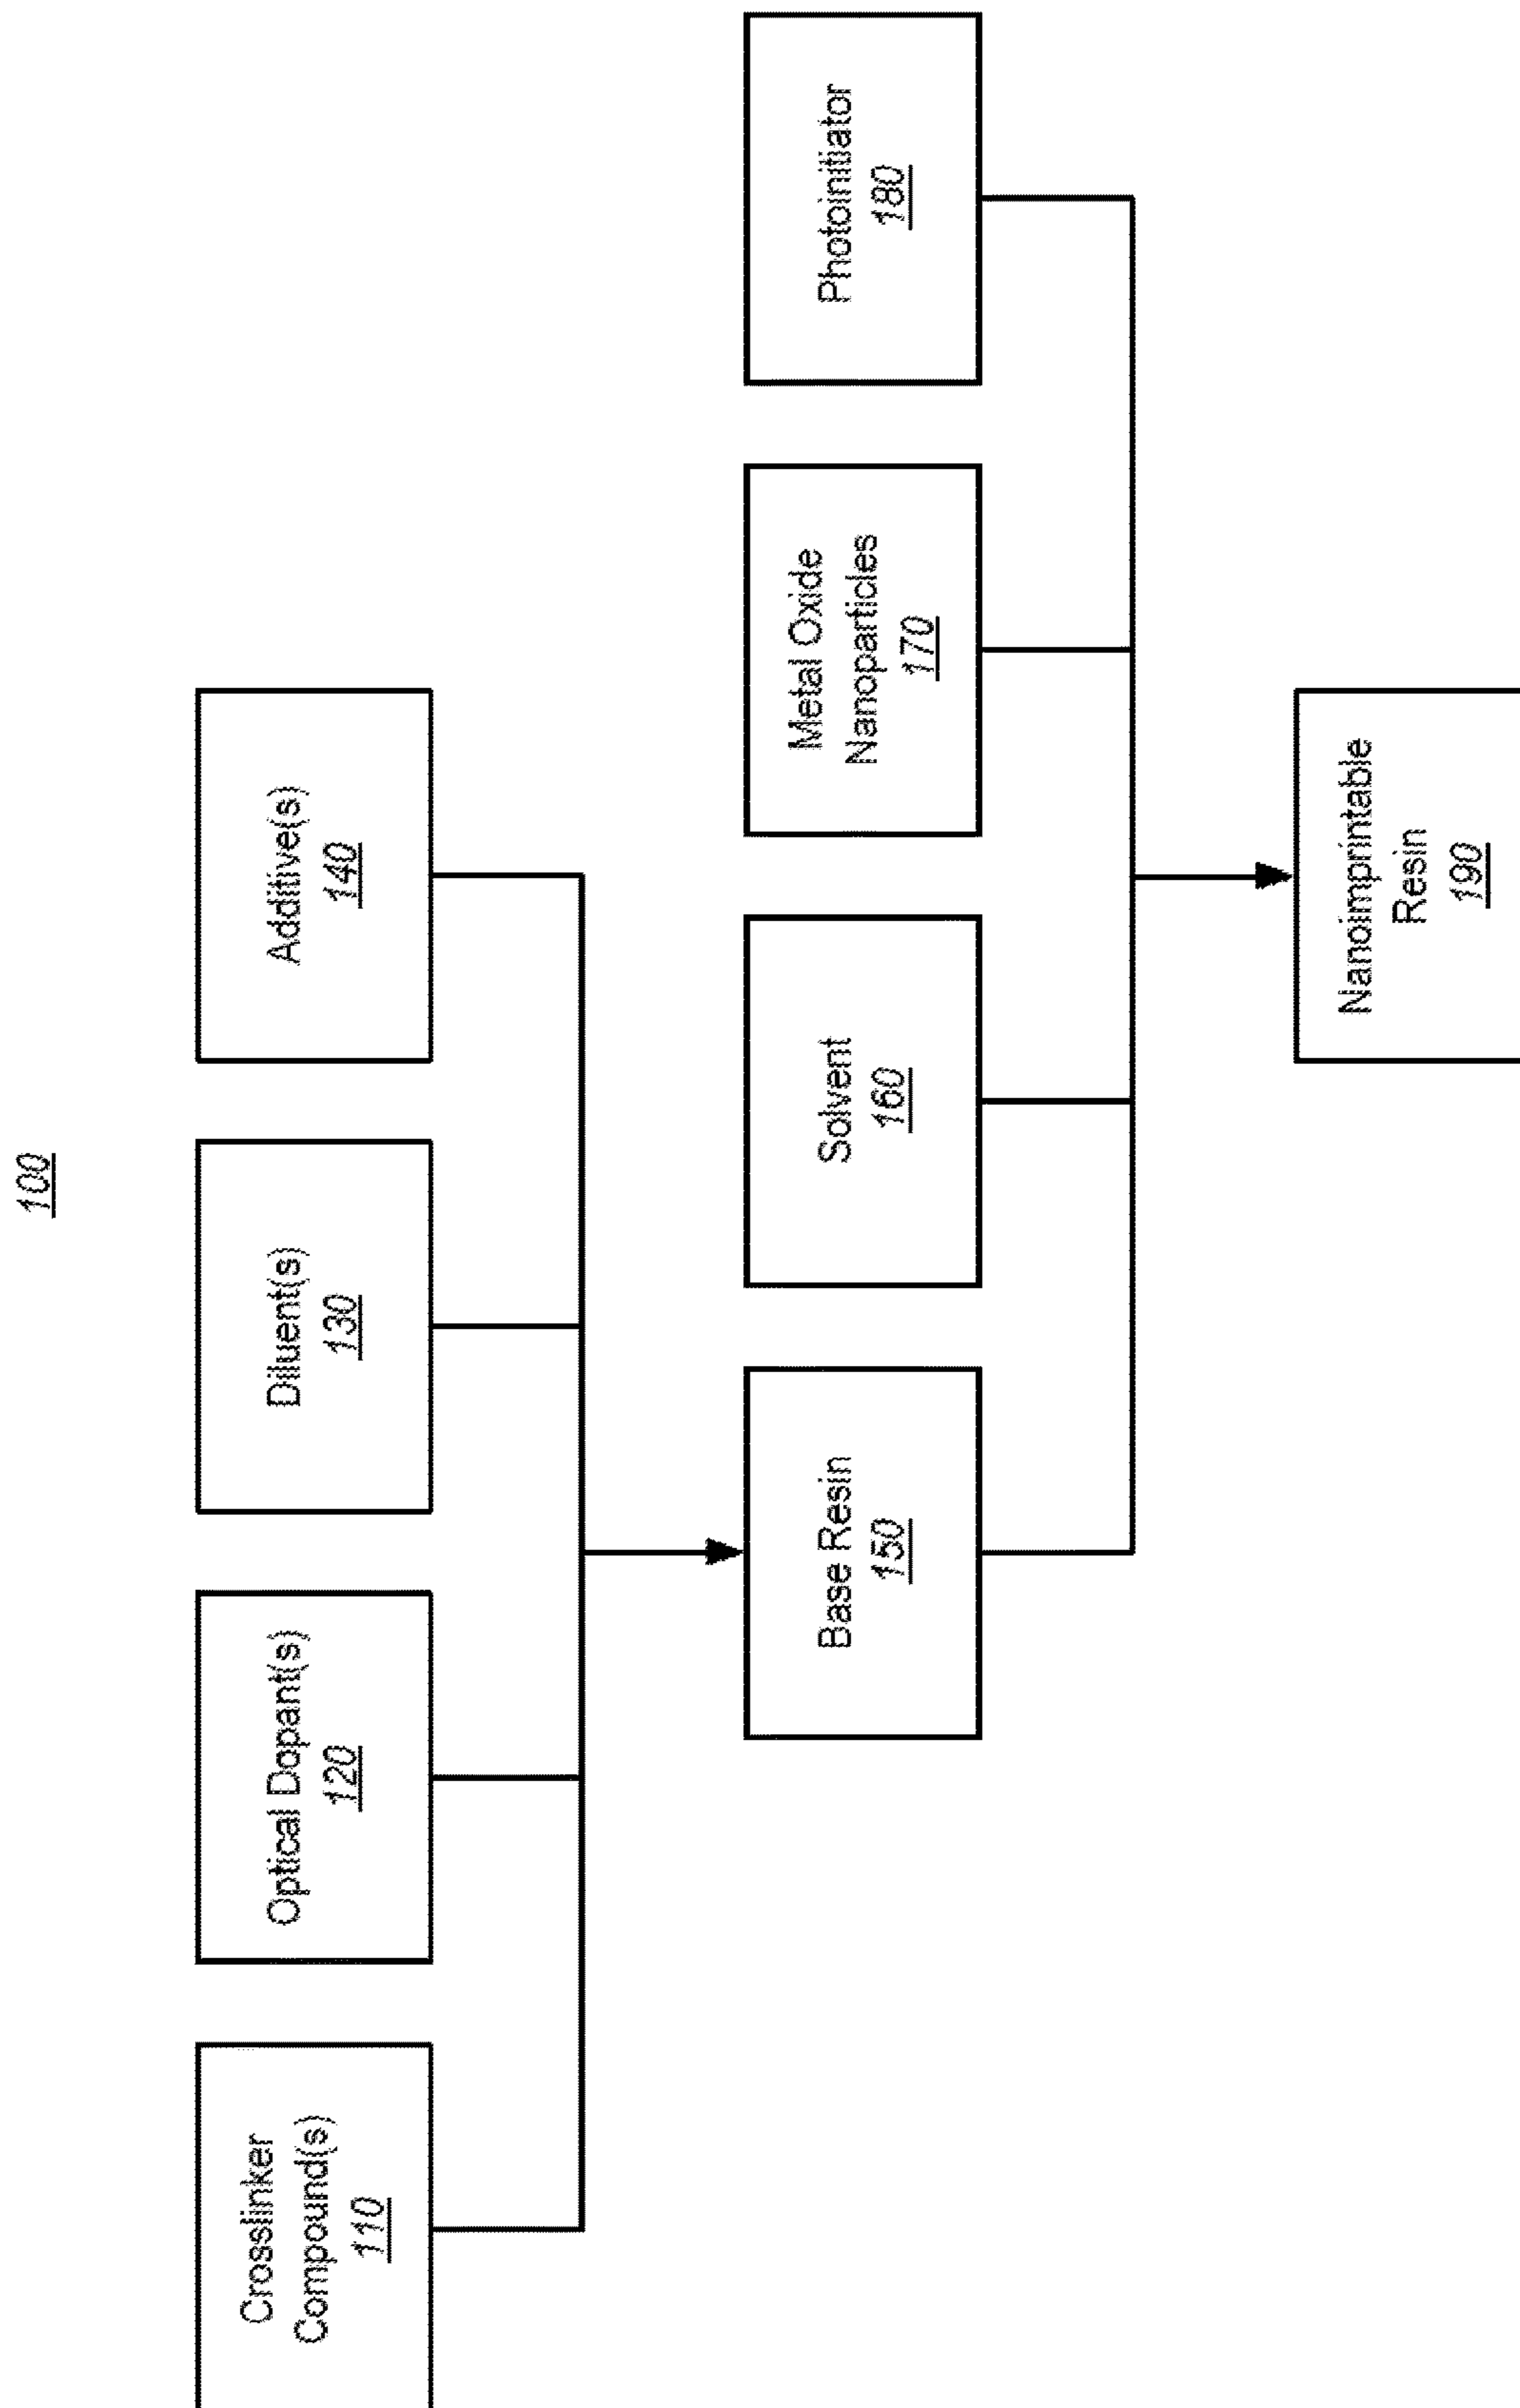 100
Crosslinker
Compound(s)
110
Optical Dopant(s)
120
Diluent(s)
130
Additive(s)
140
Base Resin
150
Solvent
160
Metal Oxide
Nanoparticles
170
Photoinitiator
180
Nanoimprintable
Resin
190